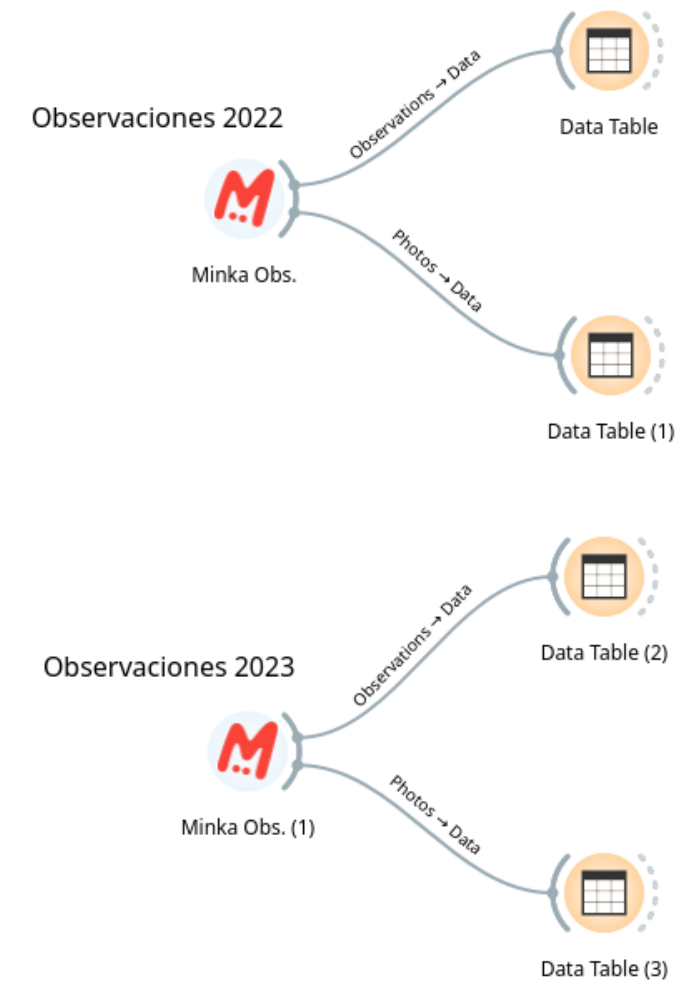 Data Table
Observations → Data
Observaciones 2022
Minka Obs.
Photos → Data
Data Table (1)
Data Table (2)
Observations → Data
Observaciones 2023
Minka Obs. (1)
Photos → Data
Data Table (3)